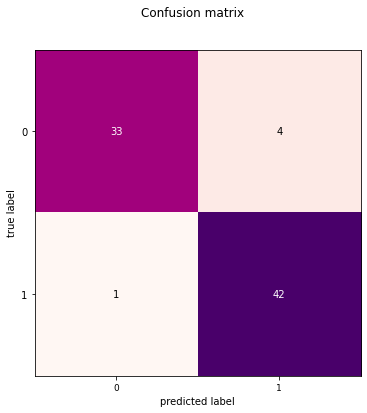 Confusion matrix
0
33
4
true label
1
1
42
0
1
predicted label